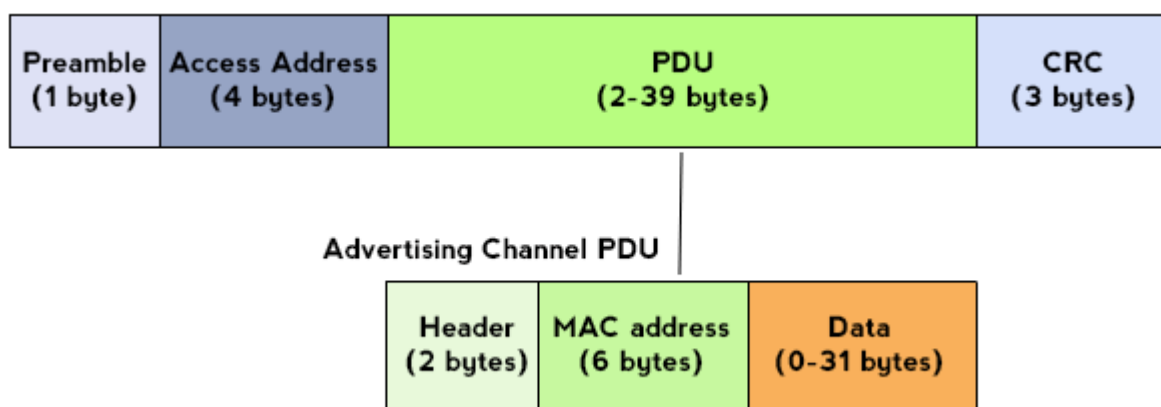 Preamble
(1 byte)
Access Address
(4 bytes)
PDU
(2-39 bytes)
CRC
(3 bytes)
Advertising Channel PDU
Header
(2 bytes)
MAC address
(6 bytes)
Data
(0-31 bytes)